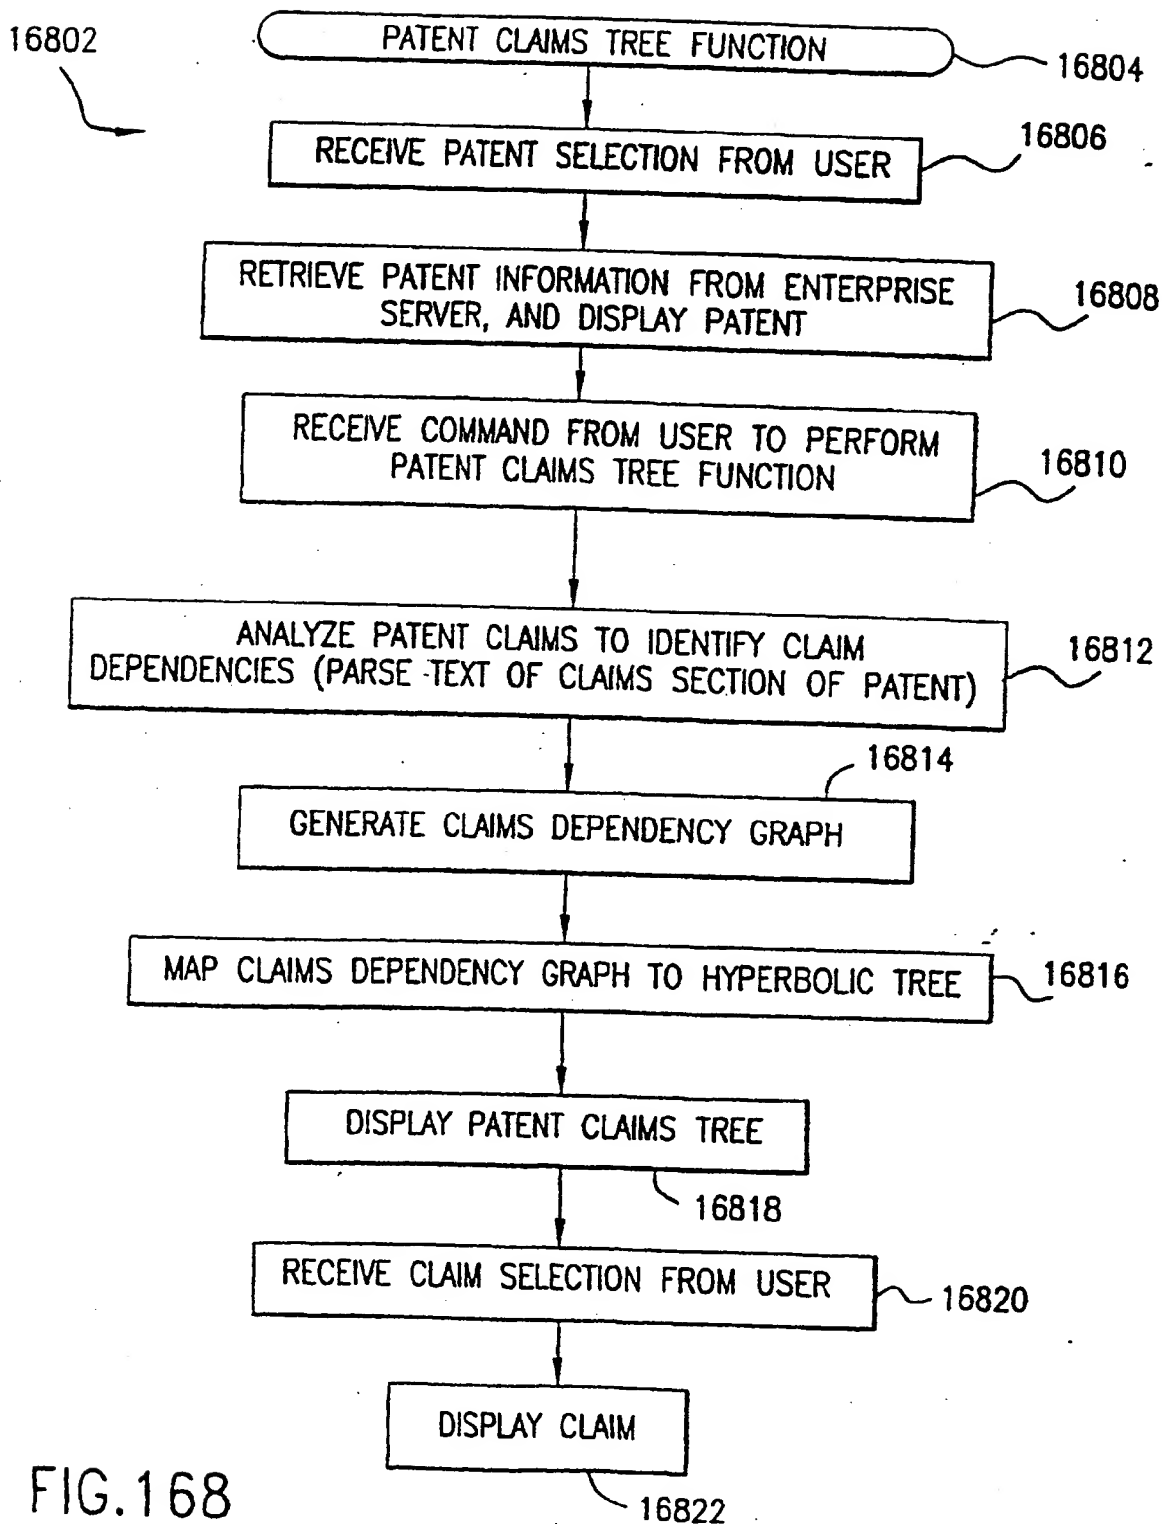 16802
PATENT CLAIMS TREE FUNCTION
16804
RECEIVE PATENT SELECTION FROM USER
16806
RETRIEVE PATENT INFORMATION FROM ENTERPRISE
SERVER, AND DISPLAY PATENT
16808
RECEIVE COMMAND FROM USER TO PERFORM
PATENT CLAIMS TREE FUNCTION
16810
ANALYZE PATENT CLAIMS TO IDENTIFY CLAIM
DEPENDENCIES (PARSE TEXT OF CLAIMS SECTION OF PATENT)
16812
16814
GENERATE CLAIMS DEPENDENCY GRAPH
MAP CLAIMS DEPENDENCY GRAPH TO HYPERBOLIC TREE
16816
DISPLAY PATENT CLAIMS TREE
16818
RECEIVE CLAIM SELECTION FROM USER
16820
DISPLAY CLAIM
16822
FIG.168